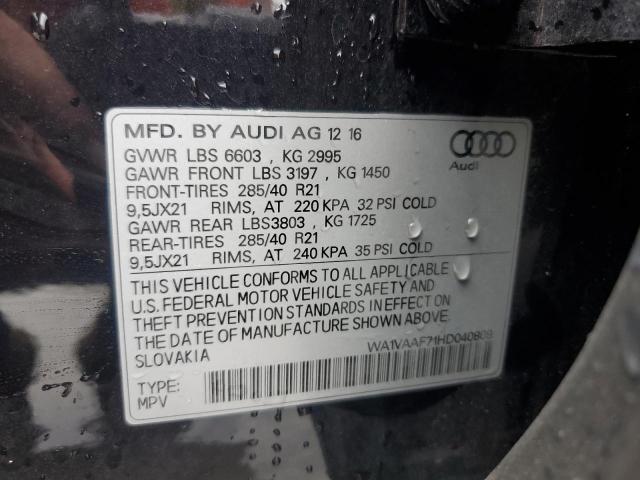 MFD. BY AUDI AG 12 16
Audi
GVWR LBS 6603 , KG 2995
GAWR FRONT LBS 3197 , KG 1450
FRONT-TIRES 285/40 R21
9,5JX21 RIMS, AT 220 KPA 32 PSI COLD
GAWR REAR LBS3803 , KG 1725
REAR-TIRES 285/40 R21
9,5JX21 RIMS, AT 240 KPA 35 PSI COLD
THIS VEHICLE CONFORMS TO ALL APPLICABLE
U.S. FEDERAL MOTOR VEHICLE SAFETY AND
THEFT PREVENTION STANDARDS IN EFFECT ON
THE DATE OF MANUFACTURE SHOWN ABOVE.
SLOVAKIA
WA1VAAF71HD040809
TYPE:
MPV